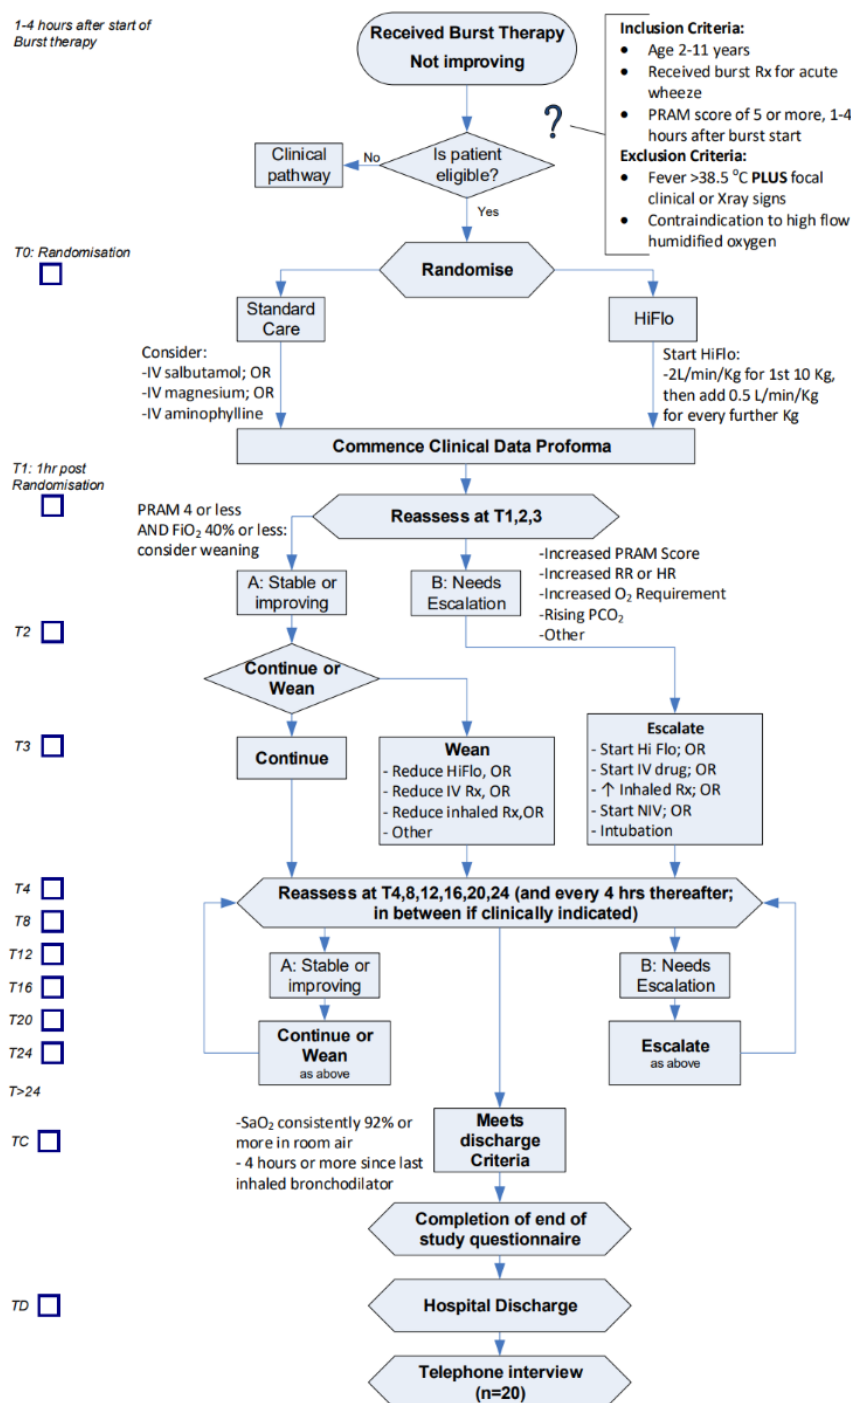 1-4 hours after start of
Burst therapy
Received Burst Therapy
Not improving
Inclusion Criteria:
● Age 2-11 years
● Received burst Rx for acute
wheeze
● PRAM score of 5 or more, 1-4
hours after burst start
Exclusion Criteria:
● Fever >38.5 °C PLUS focal
clinical or Xray signs
● Contraindication to high flow
humidified oxygen
?
Clinical
pathway
No
Is patient
eligible?
Yes
T0: Randomisation
Randomise
Standard
Care
HiFlo
Consider:
-IV salbutamol; OR
-IV magnesium; OR
-IV aminophylline
Start HiFlo:
-2L/min/Kg for 1st 10 Kg,
then add 0.5 L/min/Kg
for every further Kg
Commence Clinical Data Proforma
T1: 1hr post
Randomisation
Reassess at T1,2,3
PRAM 4 or less
AND FiO₂ 40% or less:
consider weaning
A: Stable or
improving
B: Needs
Escalation
-Increased PRAM Score
-Increased RR or HR
-Increased O₂ Requirement
-Rising PCO₂
-Other
T2
Continue or
Wean
T3
Continue
Wean
- Reduce HiFlo, OR
- Reduce IV Rx, OR
- Reduce inhaled Rx,OR
- Other
Escalate
- Start Hi Flo; OR
- Start IV drug; OR
- ↑ Inhaled Rx; OR
- Start NIV; OR
- Intubation
T4
Reassess at T4,8,12,16,20,24 (and every 4 hrs thereafter;
in between if clinically indicated)
T8
T12
T16
T20
T24
A: Stable or
improving
B: Needs
Escalation
Continue or
Wean
as above
Escalate
as above
T>24
TC
-SaO₂ consistently 92% or
more in room air
- 4 hours or more since last
inhaled bronchodilator
Meets
discharge
Criteria
Completion of end of
study questionnaire
TD
Hospital Discharge
Telephone interview
(n=20)